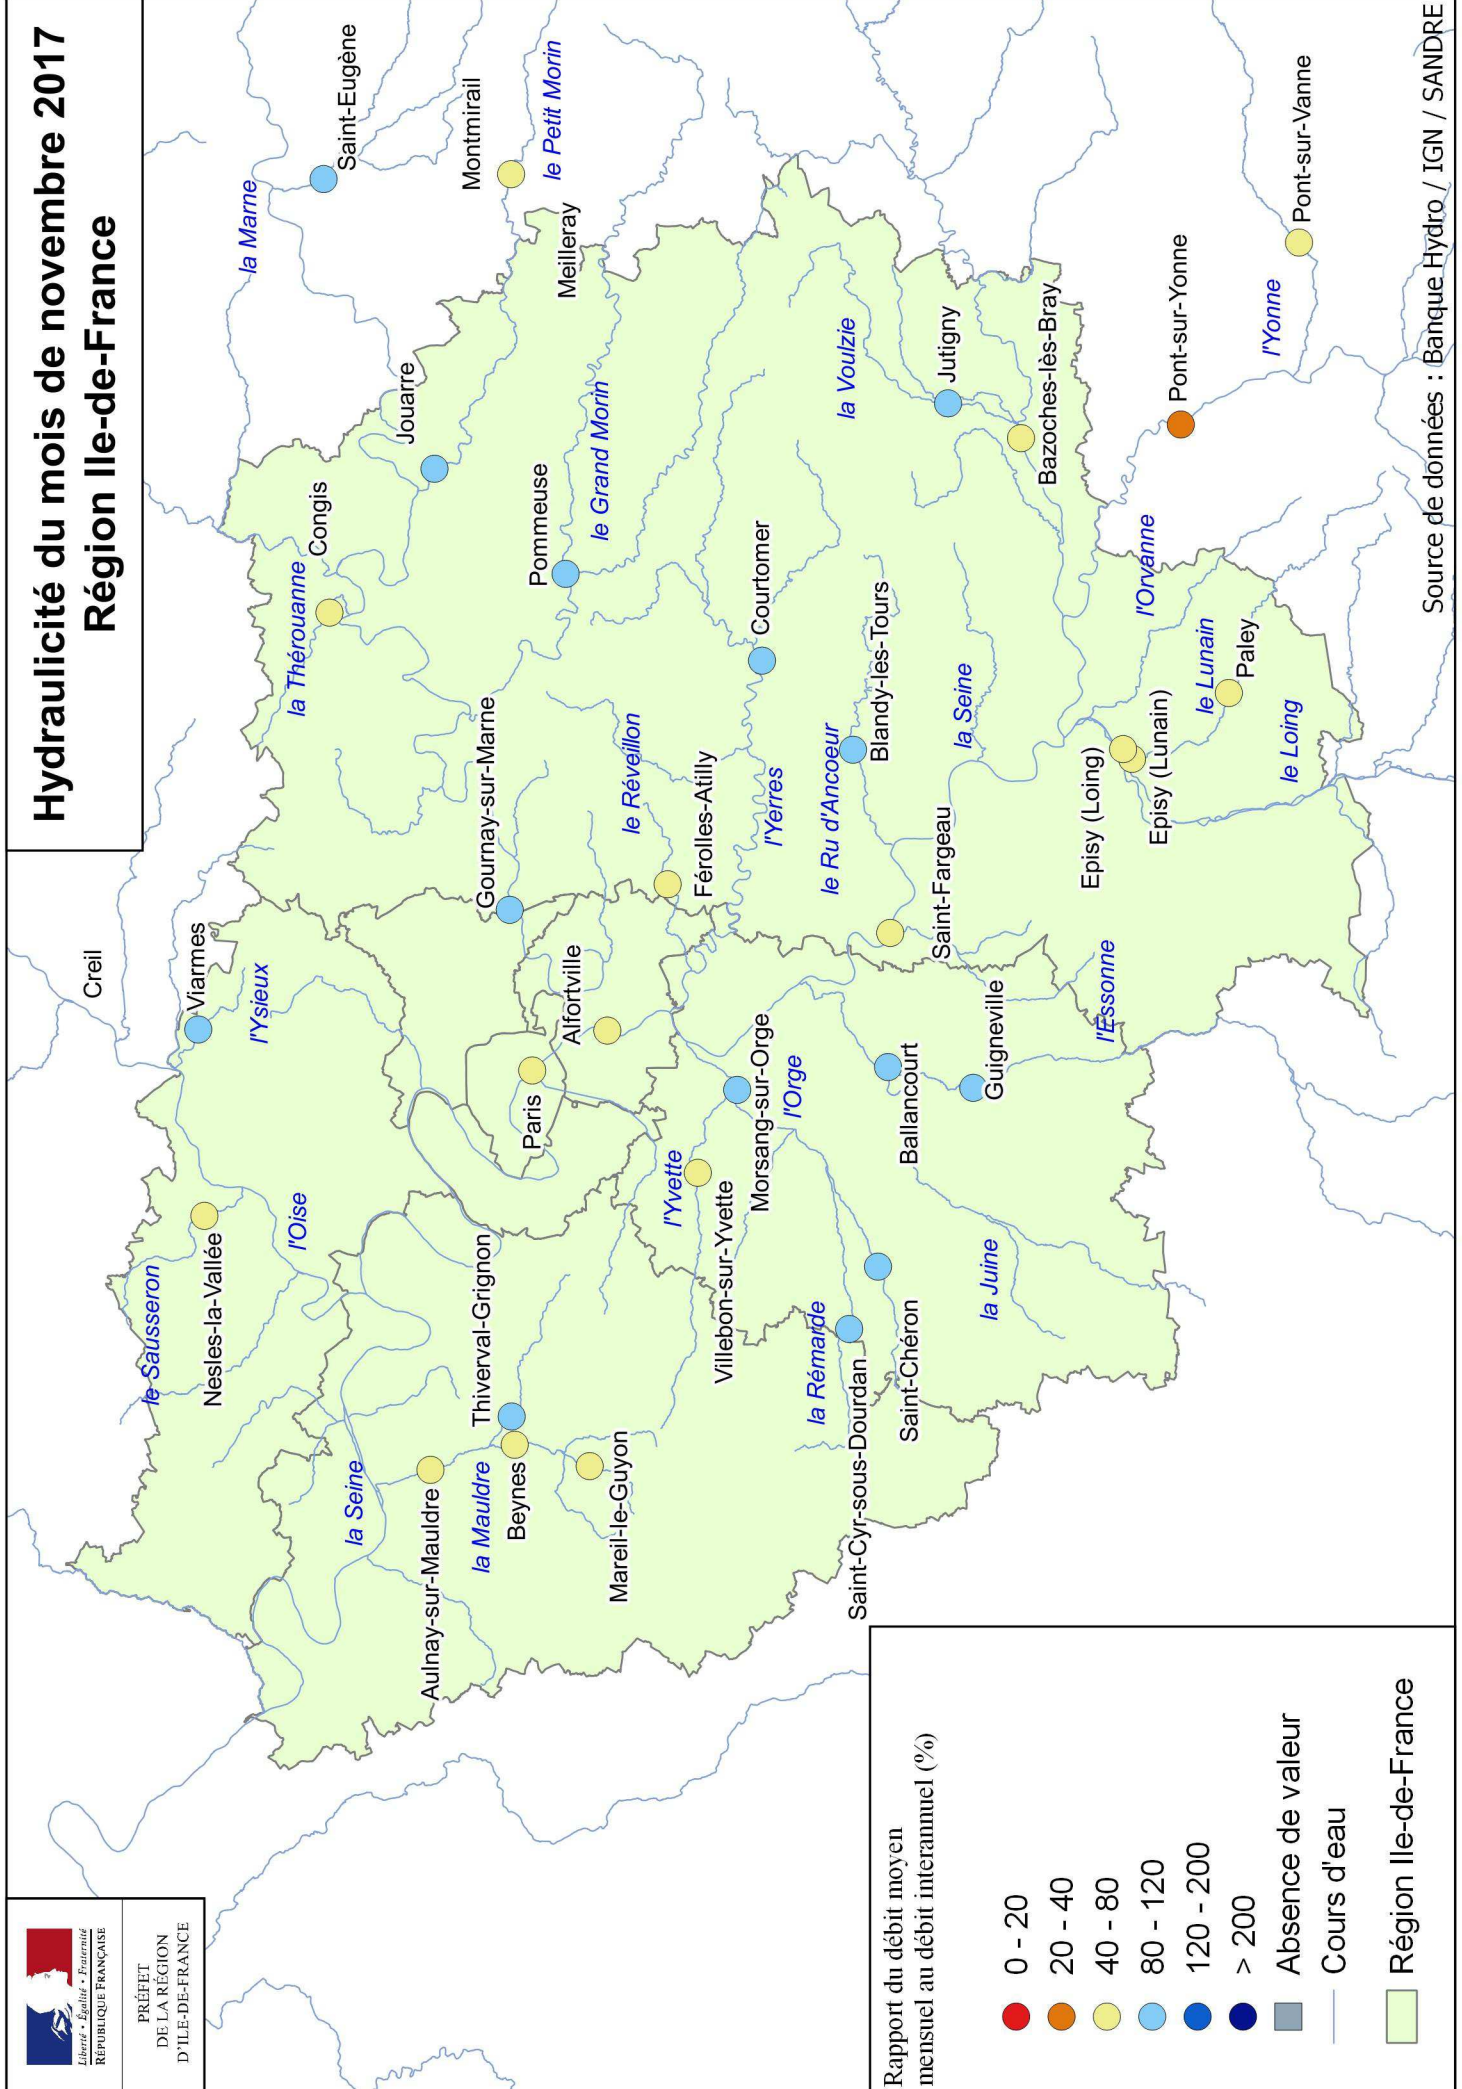 Hydraulicité du mois de novembre 2017
Région Ile-de-France
Liberté • Égalité • Fraternité
RÉPUBLIQUE FRANÇAISE
PRÉFET
DE LA RÉGION
D'ILE-DE-FRANCE
Creil
Viarmes
l'Ysieux
le Sausseron
Nesles-la-Vallée
l'Oise
la Marne
Saint-Eugène
Montmirail
le Petit Morin
Meilleray
Jouarre
Congis
la Thérouanne
Pommeuse
le Grand Morin
Gournay-sur-Marne
le Réveillon
Férolles-Atilly
Courtomer
l'Yerres
Alfortville
Paris
la Seine
Thiverval-Grignon
Aulnay-sur-Mauldre
la Mauldre
Beynes
Mareil-le-Guyon
l'Yvette
Villebon-sur-Yvette
Morsang-sur-Orge
l'Orge
la Rémarde
Saint-Cyr-sous-Dourdan
Saint-Chéron
la Juine
Ballancourt
Guigneville
l'Essonne
Saint-Fargeau
le Ru d'Ancoeur
Blandy-les-Tours
la Seine
la Voulzie
Jutigny
Bazoches-lès-Bray
Episy (Loing)
Episy (Lunain)
l'Orvanne
le Lunain
Paley
le Loing
Pont-sur-Yonne
l'Yonne
Pont-sur-Vanne
Rapport du débit moyen
mensuel au débit interannuel (%)
0 - 20
20 - 40
40 - 80
80 - 120
120 - 200
> 200
Absence de valeur
Cours d'eau
Région Ile-de-France
Source de données : Banque Hydro / IGN / SANDRE